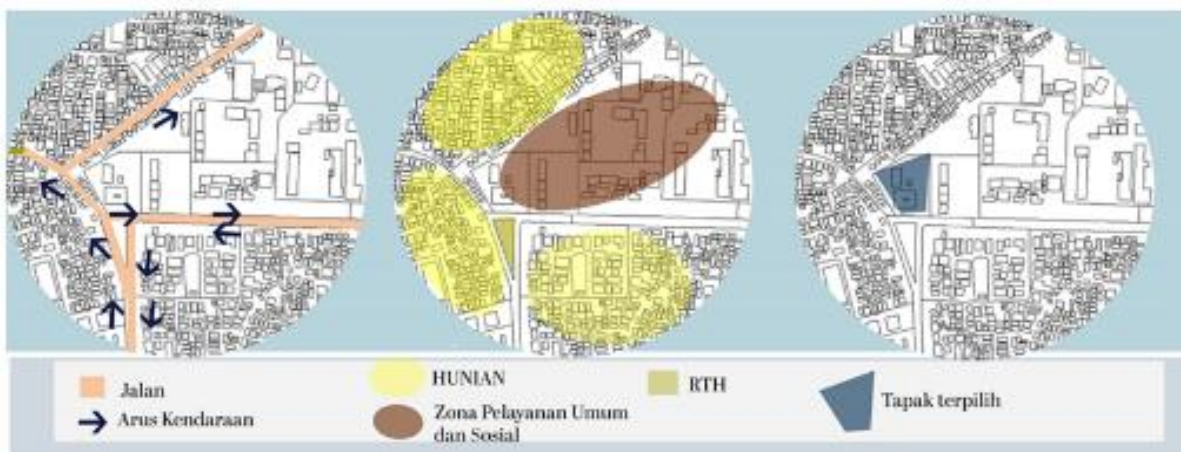 Jalan
Arus Kendaraan
HUNIAN
Zona Pelayanan Umum
dan Sosial
RTH
Tapak terpilih